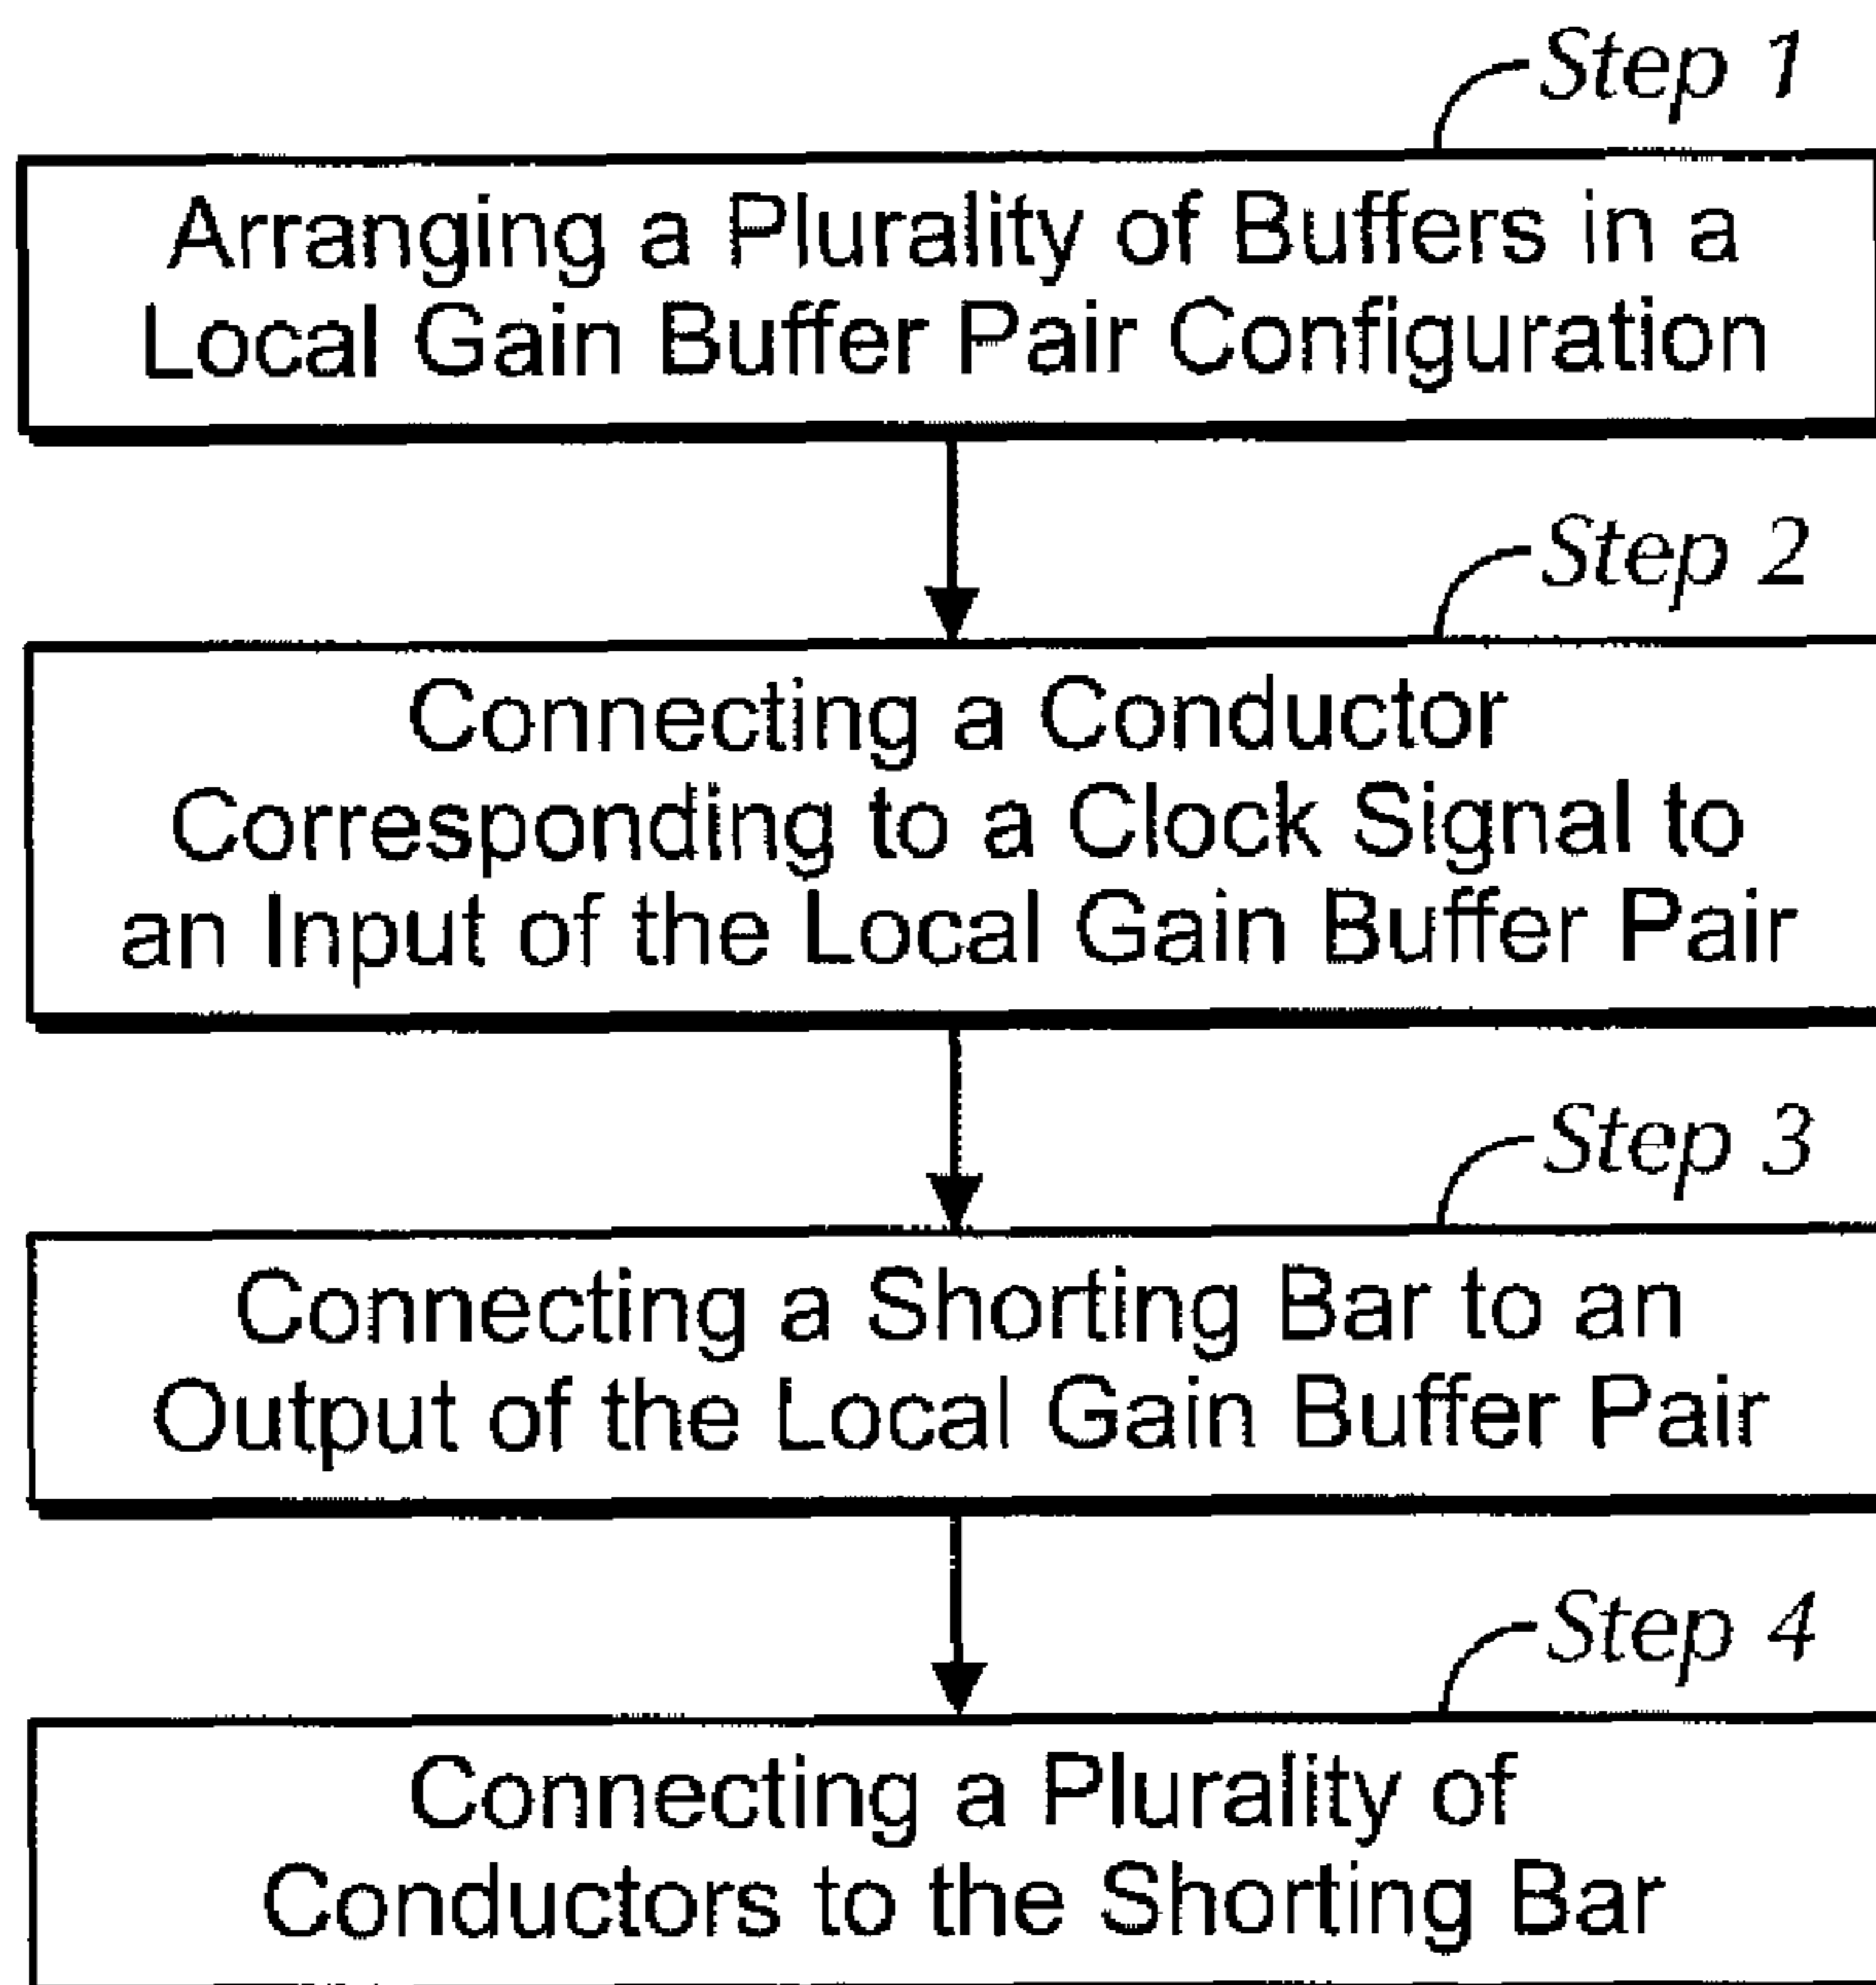 Step 1
Arranging a Plurality of Buffers in a
Local Gain Buffer Pair Configuration
Step 2
Connecting a Conductor
Corresponding to a Clock Signal to
an Input of the Local Gain Buffer Pair
Step 3
Connecting a Shorting Bar to an
Output of the Local Gain Buffer Pair
Step 4
Connecting a Plurality of
Conductors to the Shorting Bar